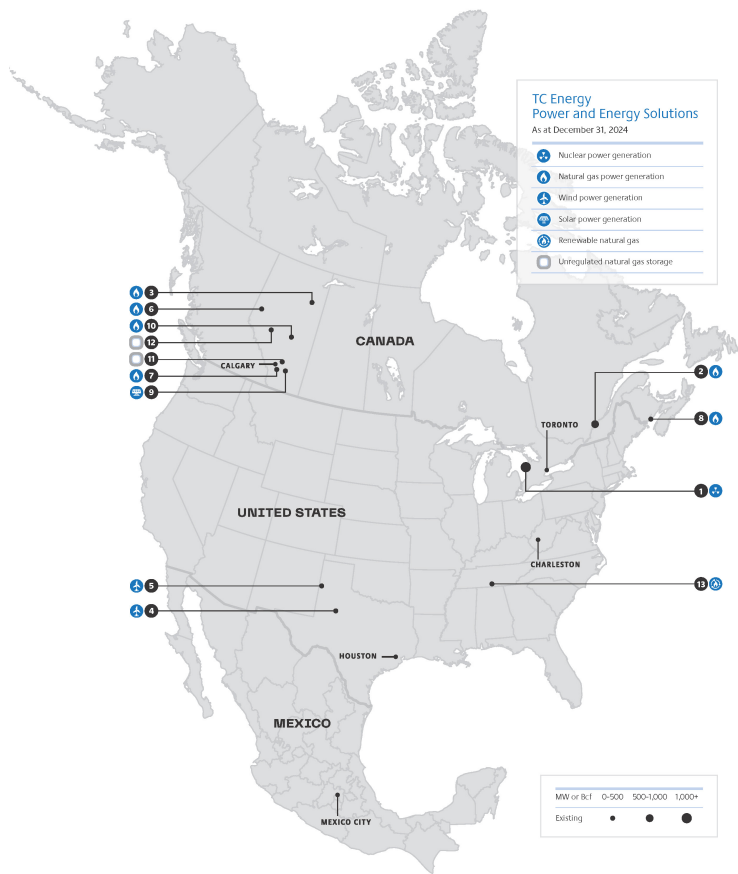 TC Energy
Power and Energy Solutions
As at December 31, 2024
Nuclear power generation
Natural gas power generation
Wind power generation
Solar power generation
Renewable natural gas
Unregulated natural gas storage
3
6
10
12
11
7
9
CALGARY
CANADA
2
8
TORONTO
1
UNITED STATES
CHARLESTON
13
5
4
HOUSTON
MEXICO
MEXICO CITY
MW or Bcf 0-500 500-1,000 1,000+
Existing